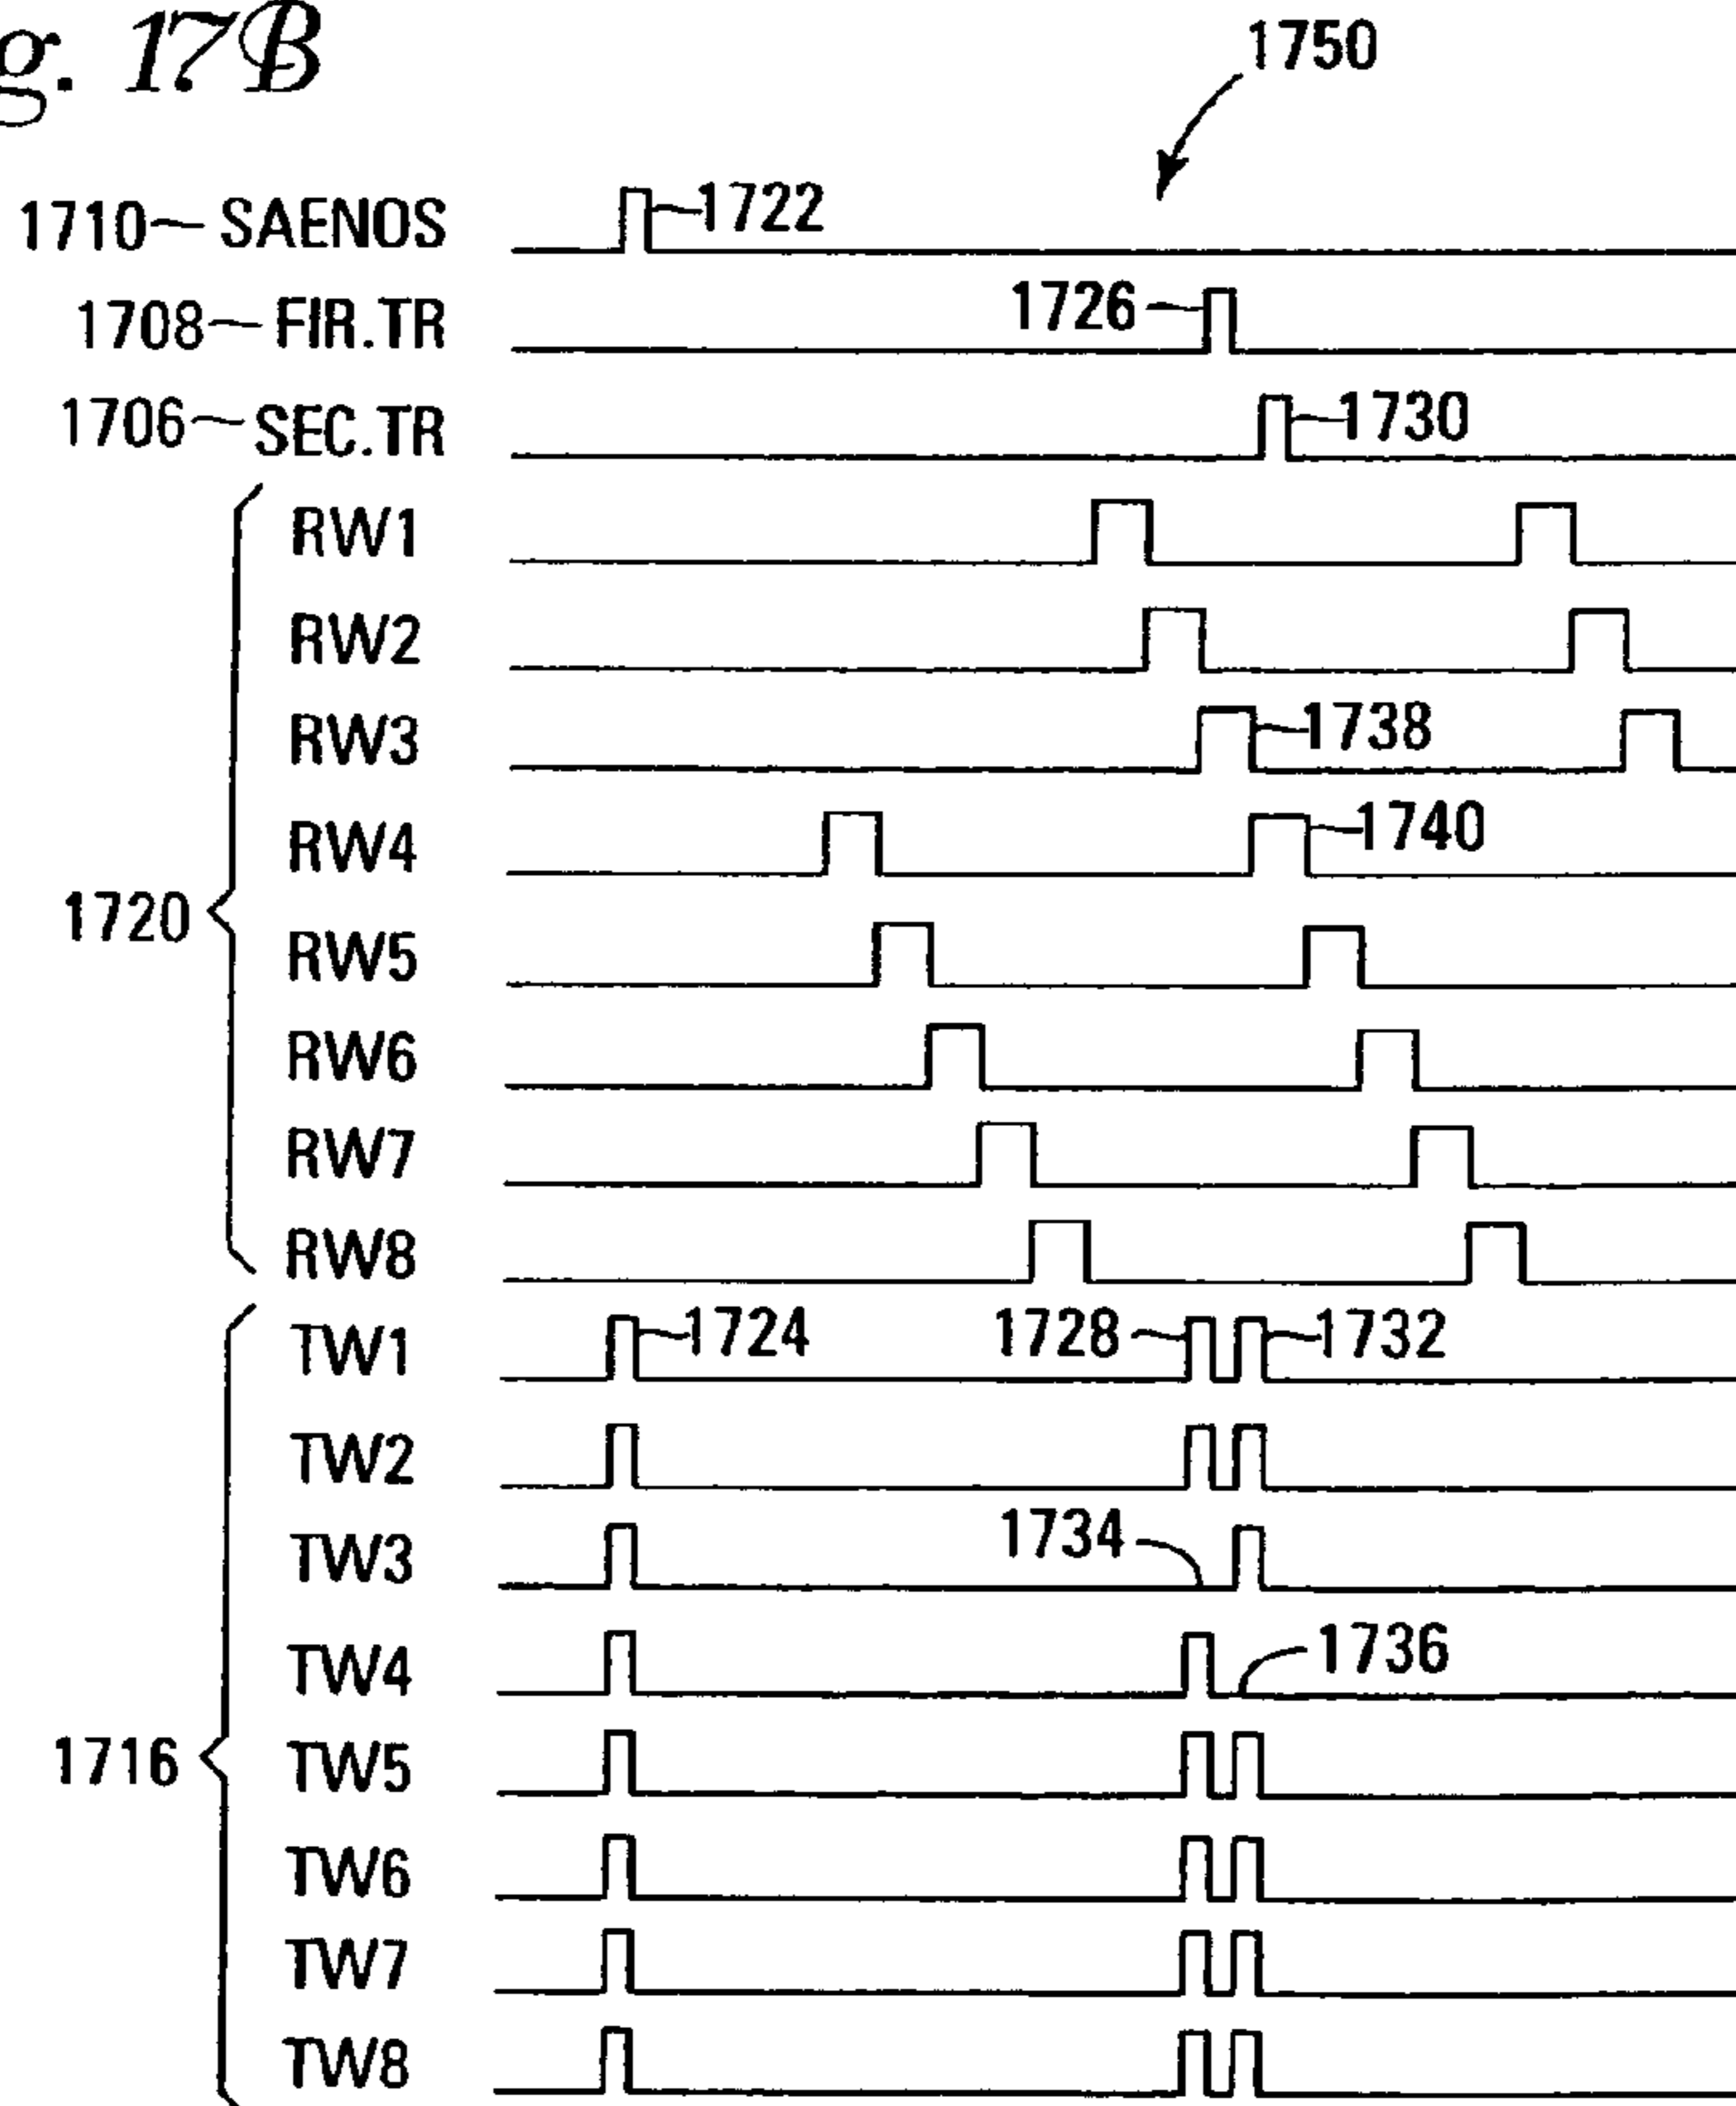 g. 17B
1750
1710 SAENOS 1722
1708 FIR.TR 1726
1706 SEC.TR 1730
RW1
RW2
RW3 1738
RW4 1740
1720
RW5
RW6
RW7
RW8
TW1 1724 1728 1732
TW2
TW3 1734
TW4 1736
1716
TW5
TW6
TW7
TW8